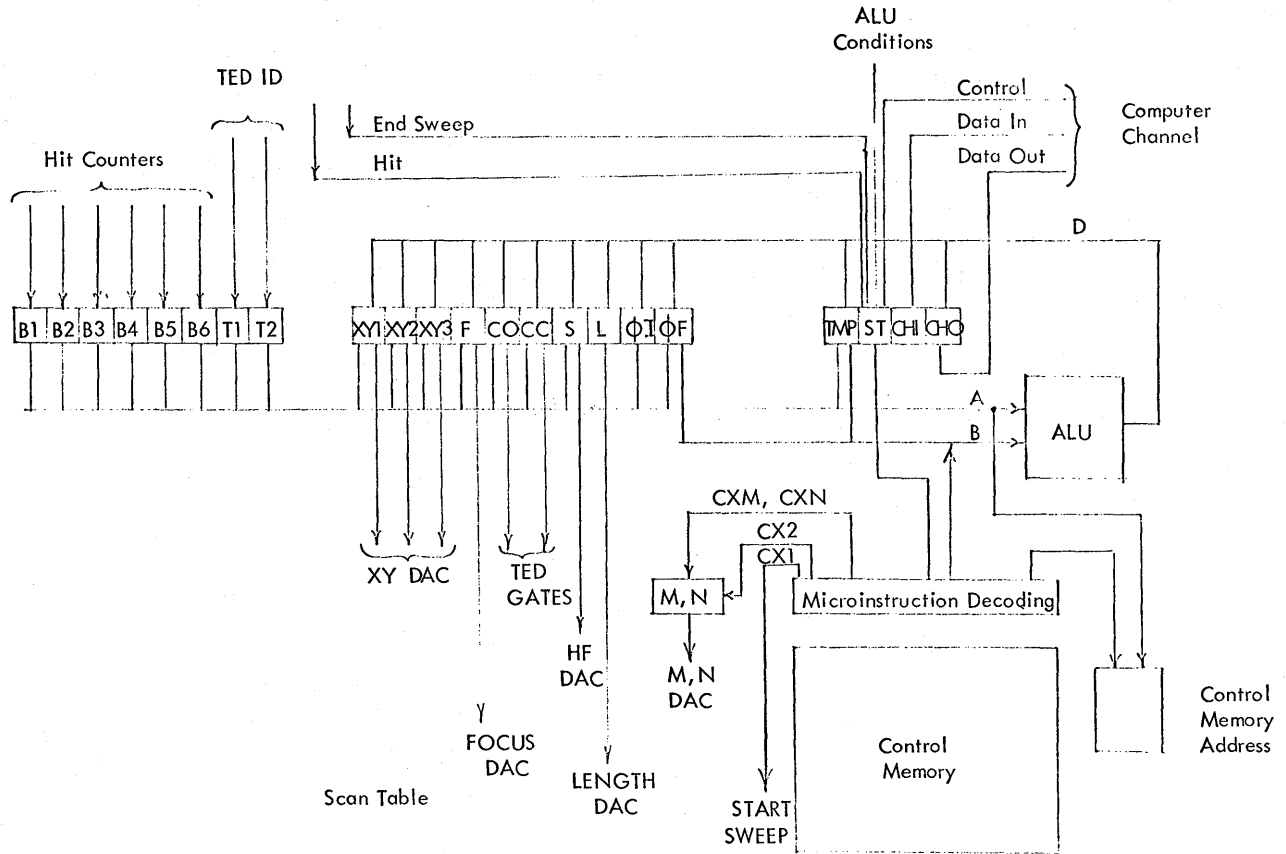 ALU
Conditions
TED ID
Control
Data In
Data Out
Computer
Channel
End Sweep
Hit
Hit Counters
D
B1 B2 B3 B4 B5 B6 T1 T2
XY1 XY2 XY3 F CO CC S L ΦI ΦF
TMP ST CHI CHO
A
B
ALU
CXM, CXN
CX2
CX1
XY DAC
TED
GATES
M,N
Microinstruction Decoding
HF
DAC
M,N
DAC
FOCUS
DAC
LENGTH
DAC
Control
Memory
Control
Memory
Address
Scan Table
START
SWEEP